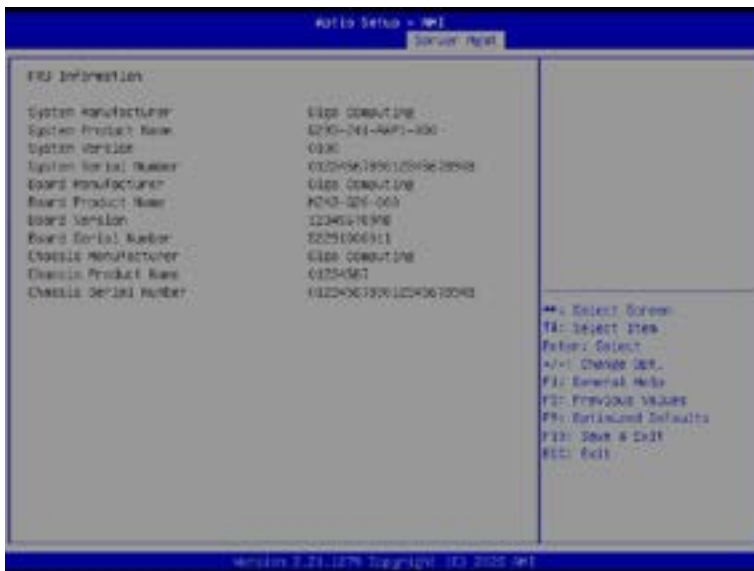 Aptio Setup - AMI
Server Mgmt
FRU Information
System Manufacturer Giga Computing
System Product Name
System Version 0100
System Serial Number
Board Manufacturer Giga Computing
Board Product Name
Board Version
Board Serial Number
Chassis Manufacturer Giga Computing
Chassis Product Name 01234567
Chassis Serial Number
: Select Screen
: Select Item
Enter: Select
+/-: Change Opt.
F1: General Help
F2: Previous Values
F9: Optimized Defaults
F10: Save & Exit
ESC: Exit
Version Copyright (C) 2025 AMI